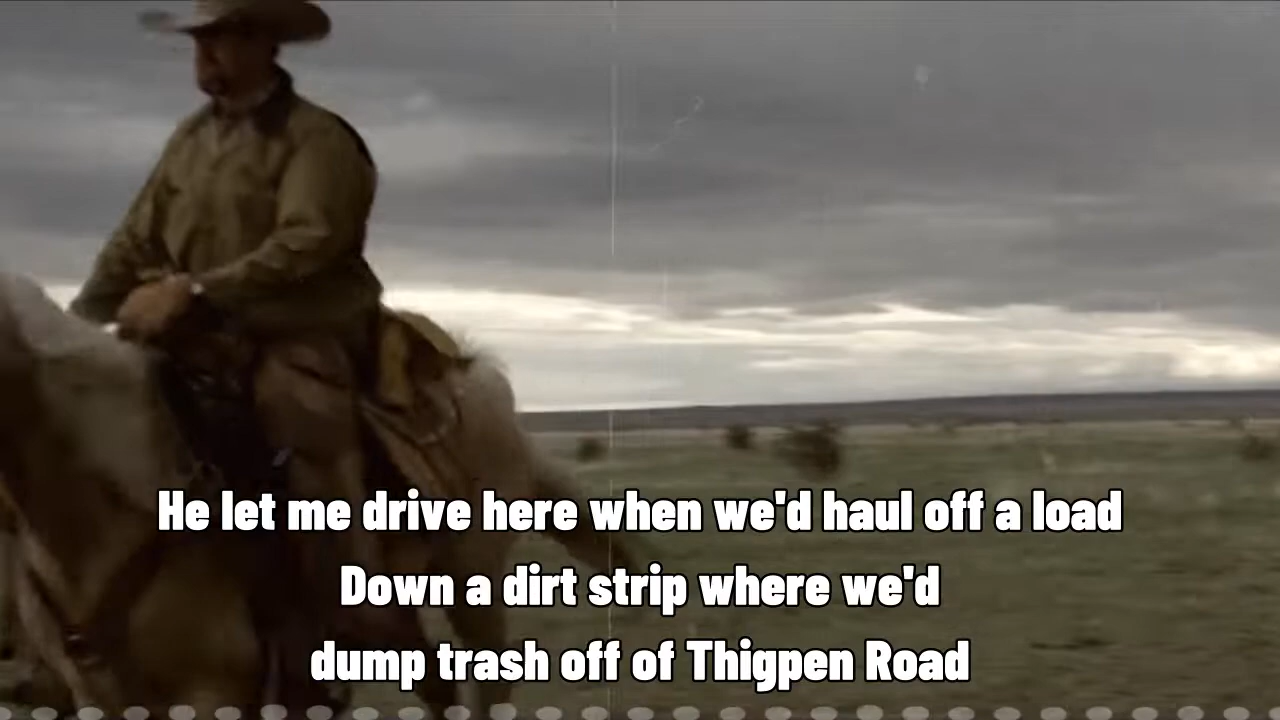 He let me drive here when we'd haul off a load
Down a dirt strip where we'd
dump trash off of Thigpen Road